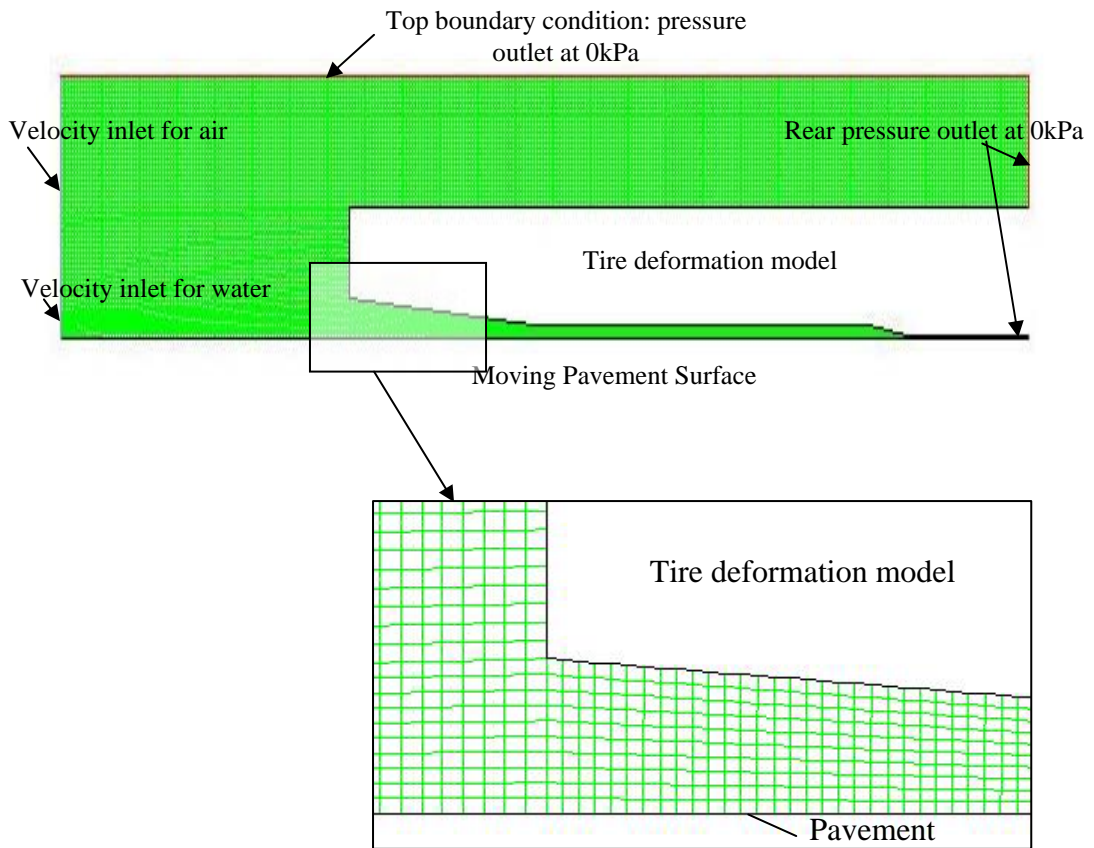 Top boundary condition: pressure
outlet at 0kPa
Velocity inlet for air
Rear pressure outlet at 0kPa
Tire deformation model
Velocity inlet for water
Moving Pavement Surface
Tire deformation model
Pavement